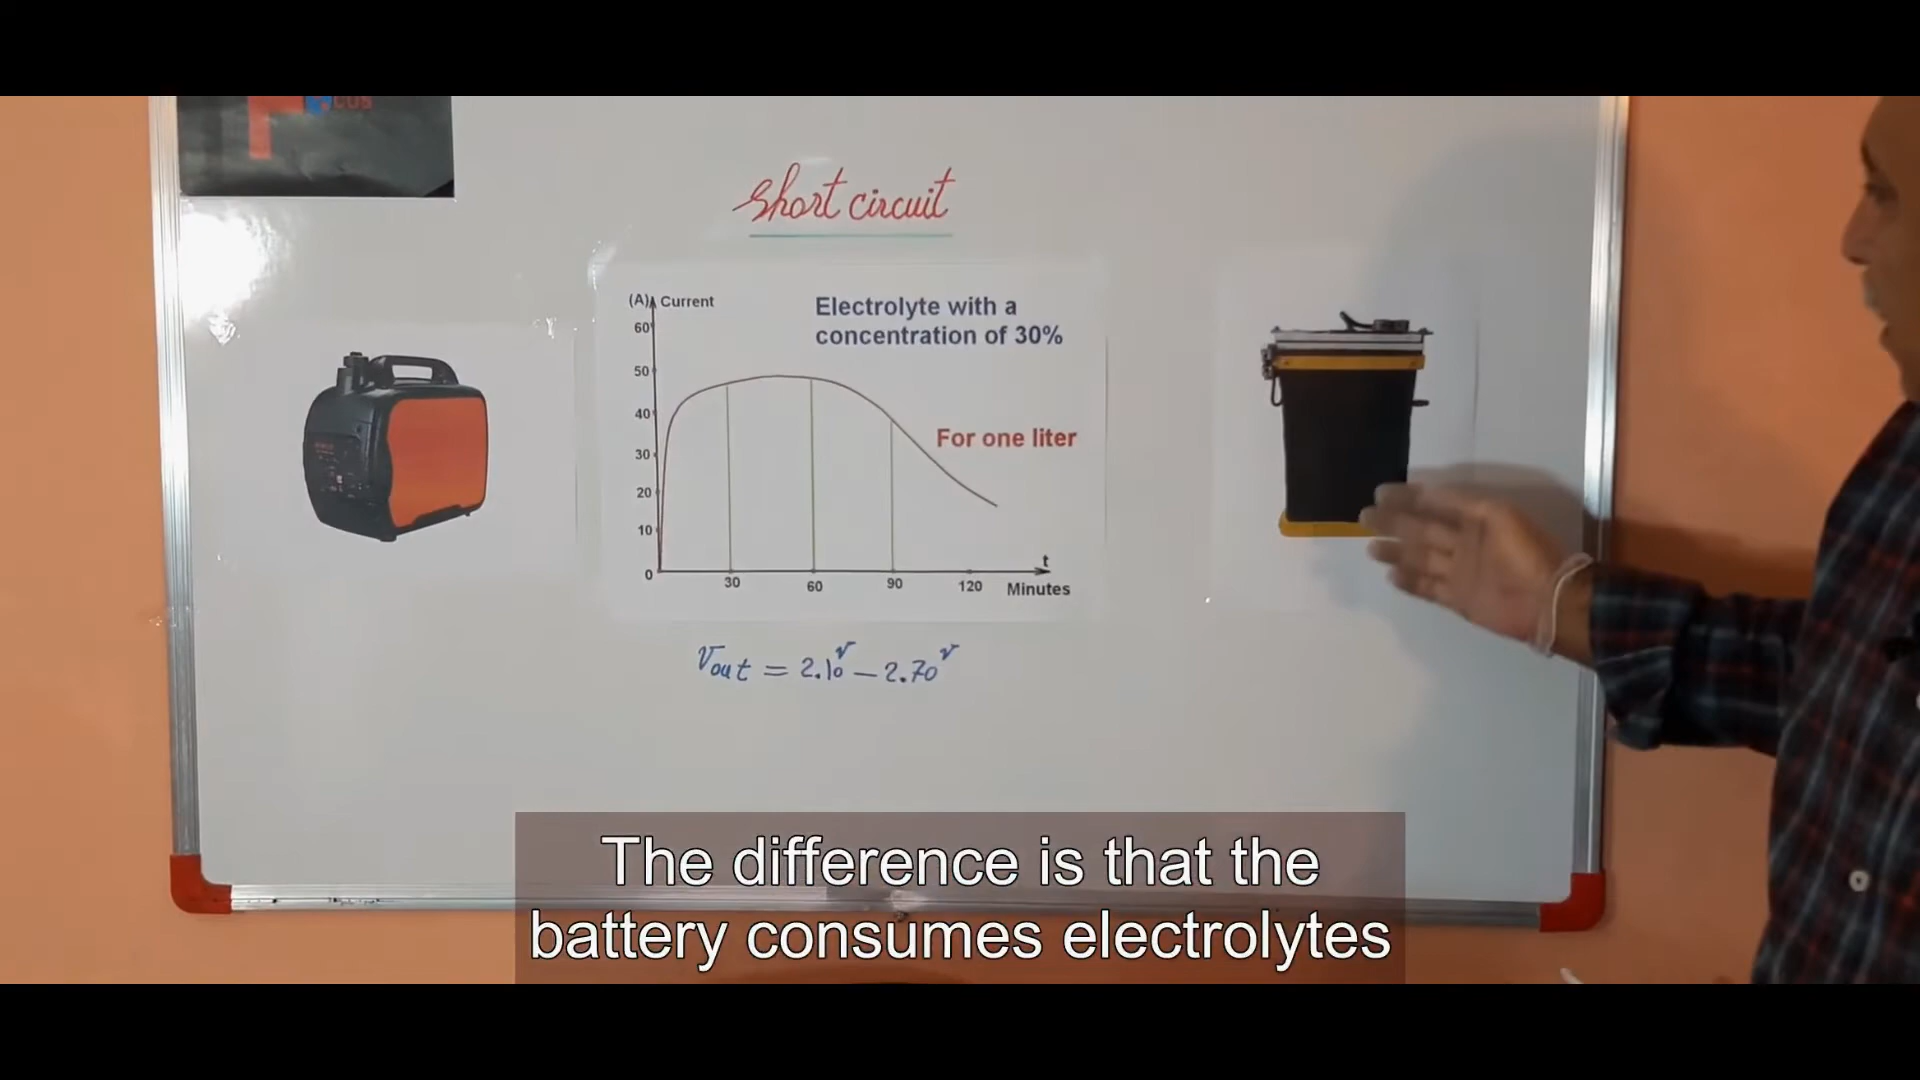 CUS
Short circuit
(A) Current
Electrolyte with a
concentration of 30%
60
50
40
For one liter
30
20
10
0
30 60 90 120
t
Minutes
Vout = 2.10v – 2.70v
The difference is that the
battery consumes electrolytes